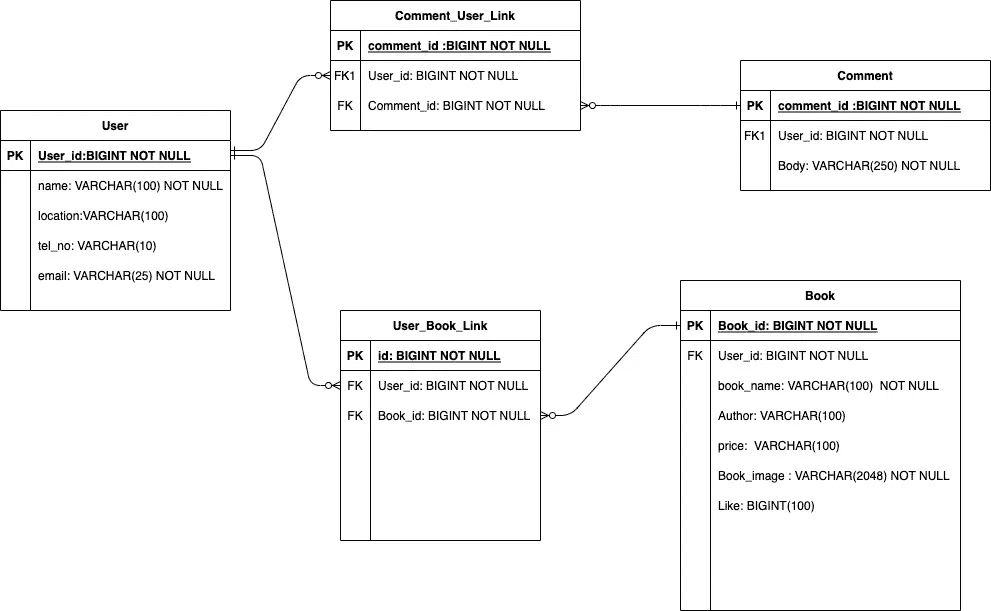 Comment_User_Link
PK comment_id :BIGINT NOT NULL
FK1 User_id: BIGINT NOT NULL
FK Comment_id: BIGINT NOT NULL
Comment
PK comment_id :BIGINT NOT NULL
FK1 User_id: BIGINT NOT NULL
Body: VARCHAR(250) NOT NULL
User
PK User_id:BIGINT NOT NULL
name: VARCHAR(100) NOT NULL
location:VARCHAR(100)
tel_no: VARCHAR(10)
email: VARCHAR(25) NOT NULL
User_Book_Link
PK id: BIGINT NOT NULL
FK User_id: BIGINT NOT NULL
FK Book_id: BIGINT NOT NULL
Book
PK Book_id: BIGINT NOT NULL
FK User_id: BIGINT NOT NULL
book_name: VARCHAR(100) NOT NULL
Author: VARCHAR(100)
price: VARCHAR(100)
Book_image : VARCHAR(2048) NOT NULL
Like: BIGINT(100)